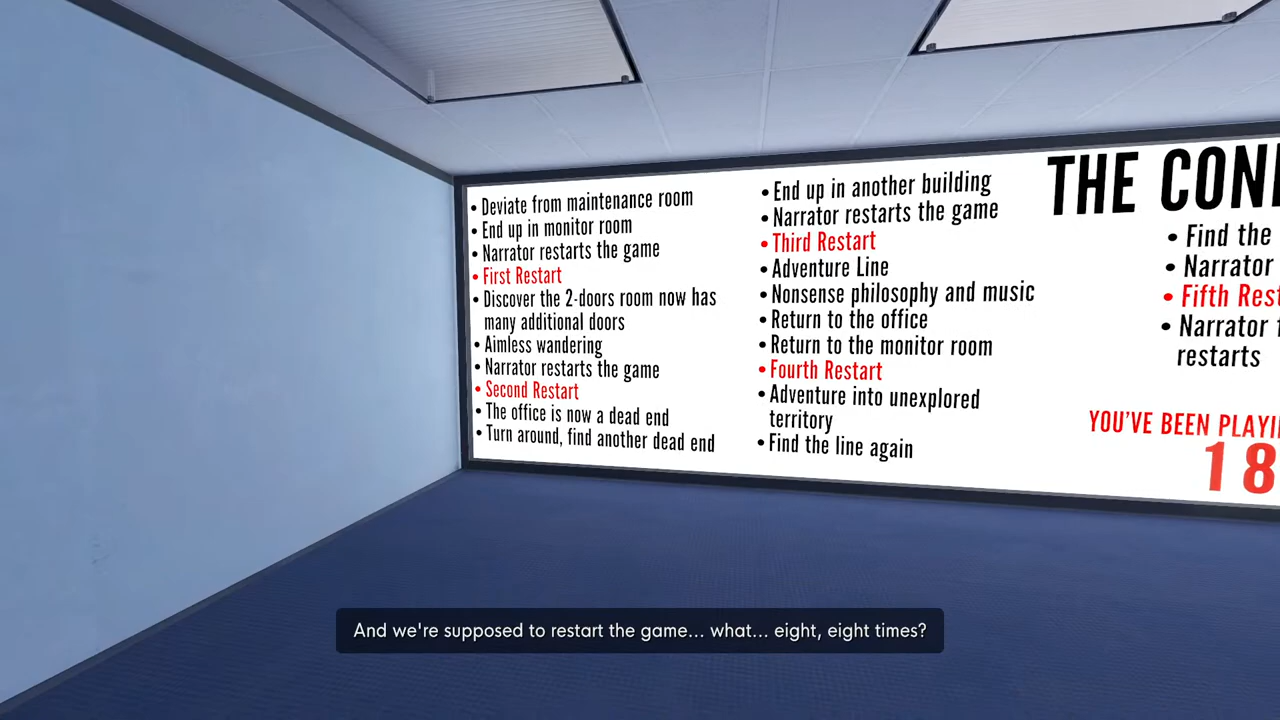 • Deviate from maintenance room
• End up in monitor room
• Narrator restarts the game
• First Restart
• Discover the 2-doors room now has
many additional doors
• Aimless wandering
• Narrator restarts the game
• Second Restart
• The office is now a dead end
• Turn around, find another dead end
• End up in another building
• Narrator restarts the game
• Third Restart
• Adventure Line
• Nonsense philosophy and music
• Return to the office
• Return to the monitor room
• Fourth Restart
• Adventure into unexplored
territory
• Find the line again
THE
• Find the
• Narrator
• Fifth
• Narrator
restarts
YOU'VE BEEN
18
And we're supposed to restart the game... what... eight, eight times?